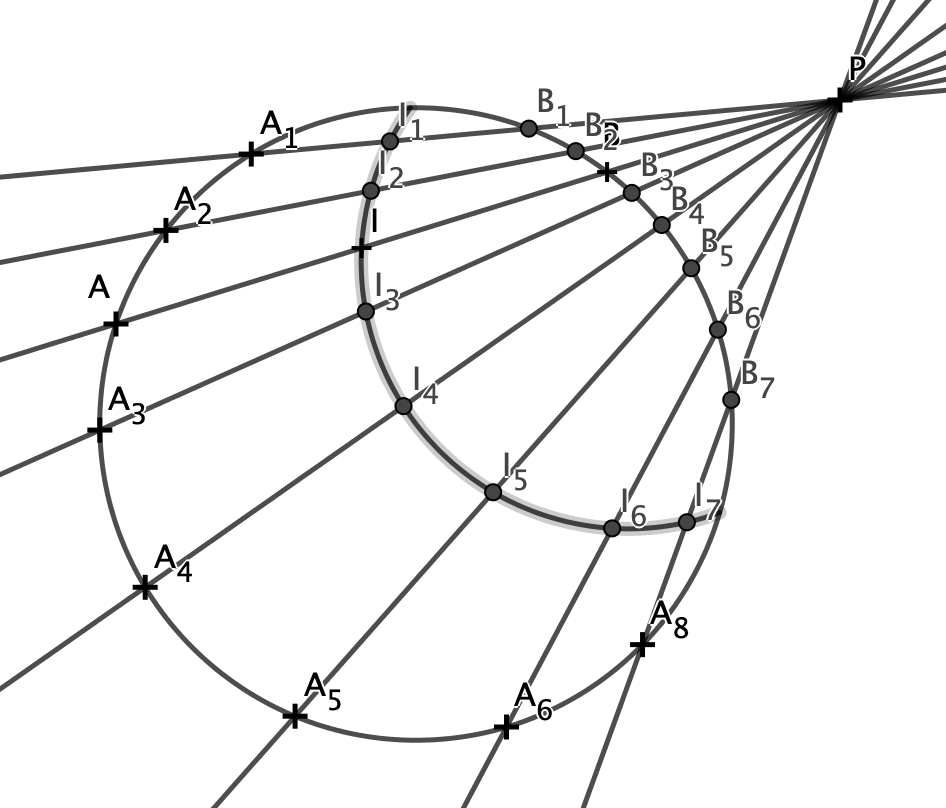 P
A₁
I₁
B₁
B₂
B
I₂
B₃
A₂
B₄
I
B₅
A
I₃
B₆
I₄
B₇
A₃
I₅
I₆
I₇
A₄
A₈
A₅
A₆